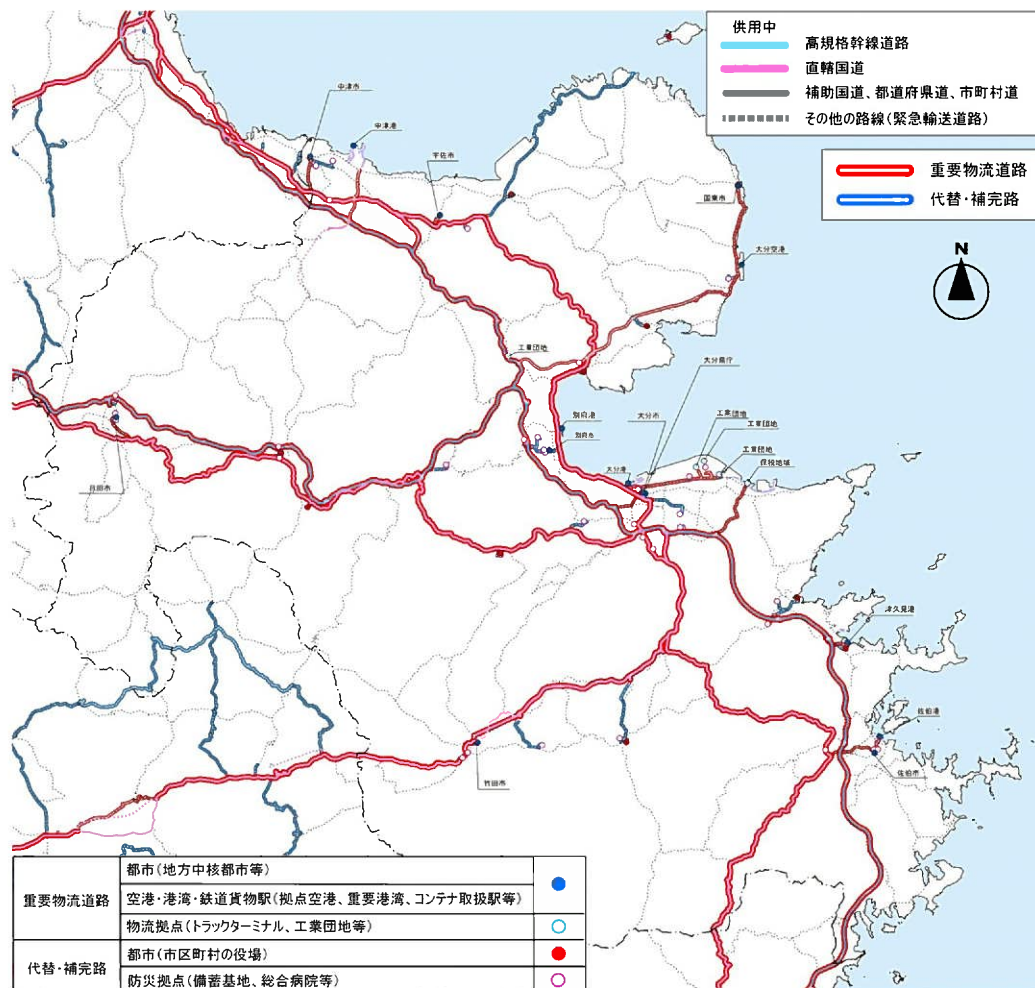 供用中
高規格幹線道路
直轄国道
補助国道、都道府県道、市町村道
その他の路線(緊急輸送道路)
重要物流道路
代替・補完路
N
中津市
中津港
宇佐市
国東市
大分空港
工業団地
大分県庁
別府港
別府市
大分市
工業団地
工業団地
工業団地
保税地域
大分港
日田市
津久見港
佐伯港
佐伯市
竹田市
重要物流道路
都市(地方中核都市等)
空港・港湾・鉄道貨物駅(拠点空港、重要港湾、コンテナ取扱駅等)
物流拠点(トラックターミナル、工業団地等)
代替・補完路
都市(市区町村の役場)
防災拠点(備蓄基地、総合病院等)